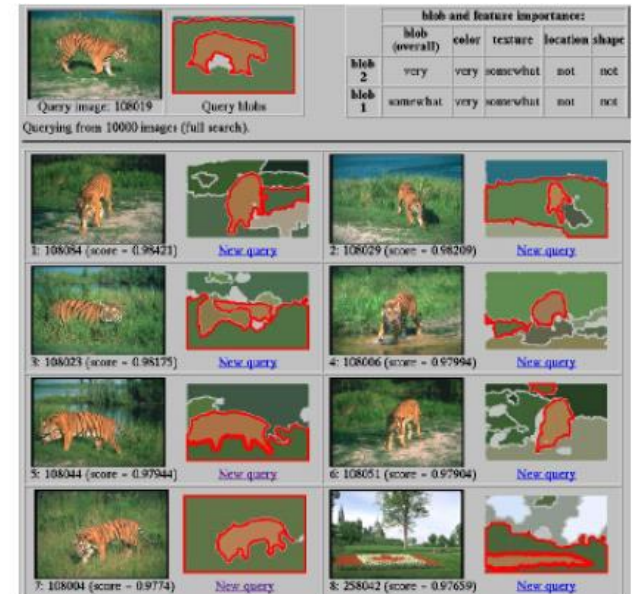 blob and feature importance:
blob (overall) color texture location shape
blob 2 very very somewhat not not
blob 1 somewhat very somewhat not not
Query image: 108019 Query blobs
Querying from 10000 images (full search).
1: 108084 (score = 0.98421) New query 2: 108029 (score = 0.98209) New query
3: 108023 (score = 0.98175) New query 4: 108006 (score = 0.97994) New query
5: 108044 (score = 0.97944) New query 6: 108051 (score = 0.97904) New query
7: 108004 (score = 0.9774) New query 8: 258042 (score = 0.97659) New query